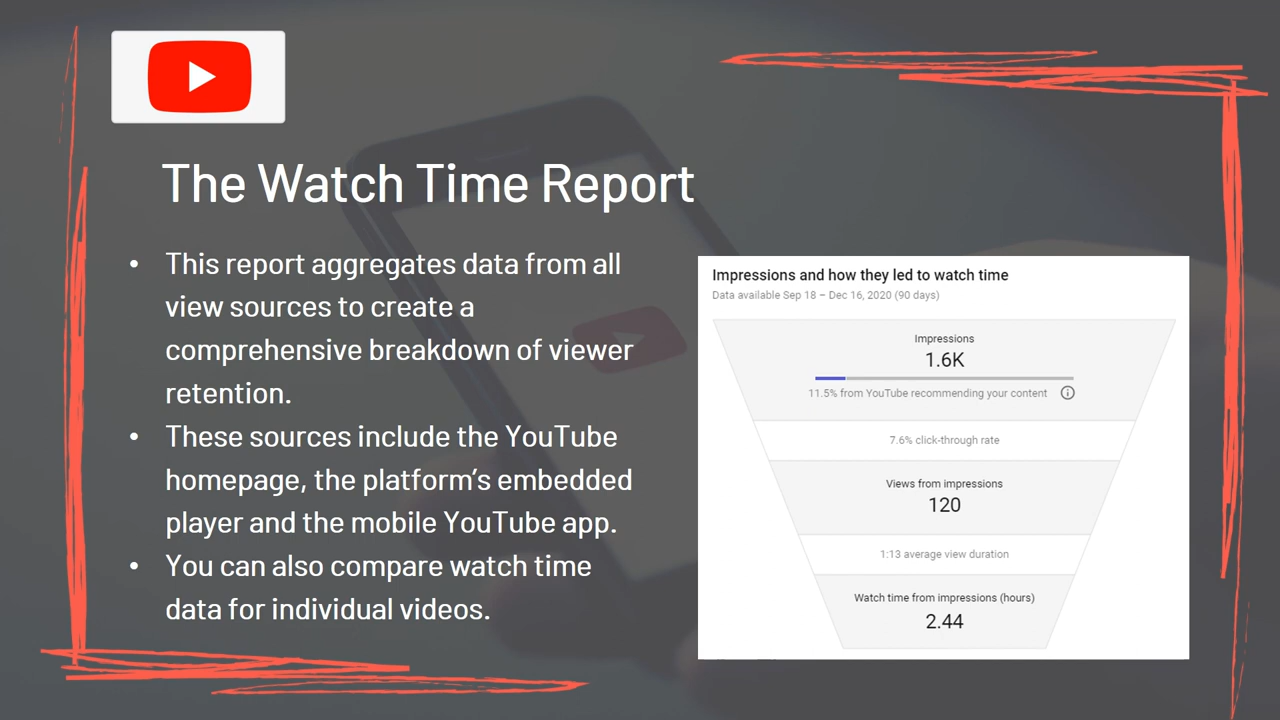 The Watch Time Report
• This report aggregates data from all
view sources to create a
comprehensive breakdown of viewer
retention.
• These sources include the YouTube
homepage, the platform’s embedded
player and the mobile YouTube app.
• You can also compare watch time
data for individual videos.
Impressions and how they led to watch time
Data available Sep 18 – Dec 16, 2020 (90 days)
Impressions
1.6K
11.5% from YouTube recommending your content
7.6% click-through rate
Views from impressions
120
1:13 average view duration
Watch time from impressions (hours)
2.44